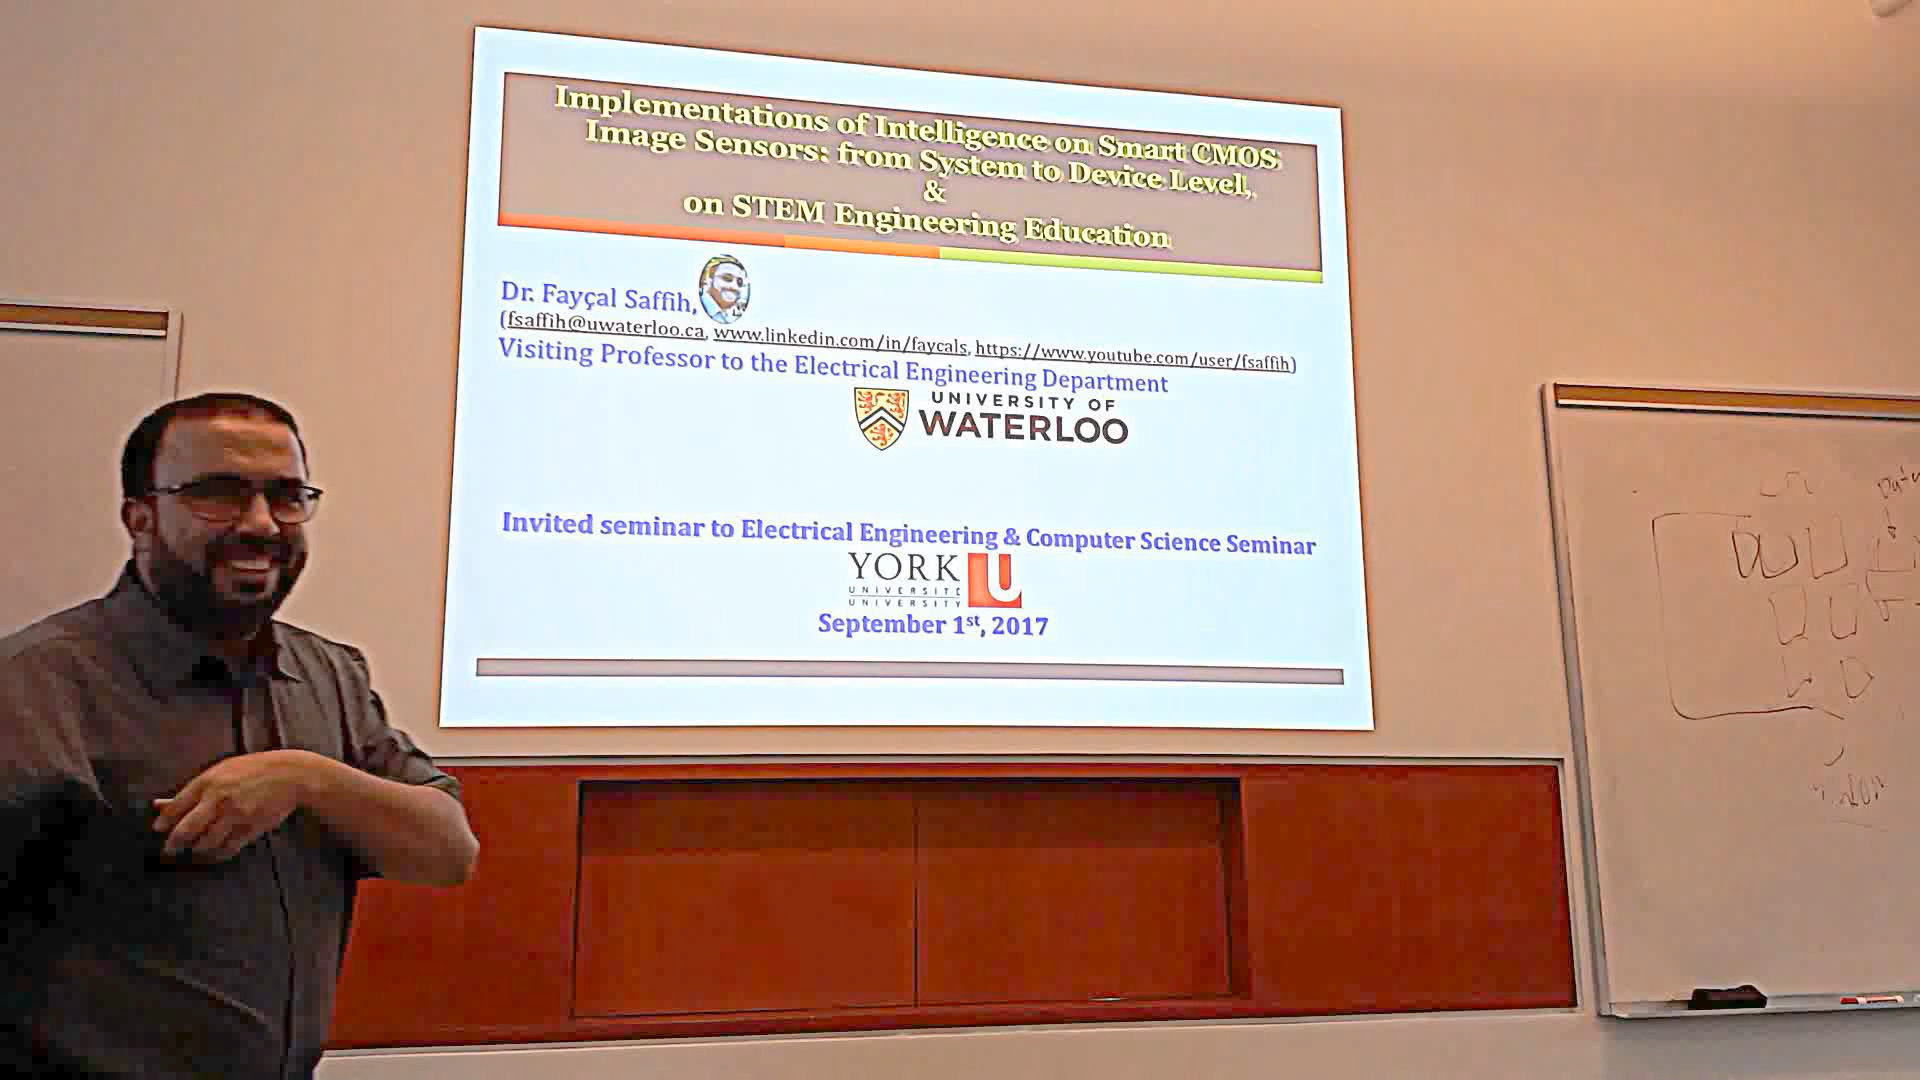 Implementations of Intelligence on Smart CMOS
Image Sensors: from System to Device Level,
&
on STEM Engineering Education
Dr. Fayçal Saffih,
(fsaffih@uwaterloo.ca, www.linkedin.com/in/faycals, https://www.youtube.com/user/fsaffih)
Visiting Professor to the Electrical Engineering Department
UNIVERSITY OF
WATERLOO
Invited seminar to Electrical Engineering & Computer Science Seminar
YORK U
UNIVERSITÉ
UNIVERSITY
September 1st, 2017